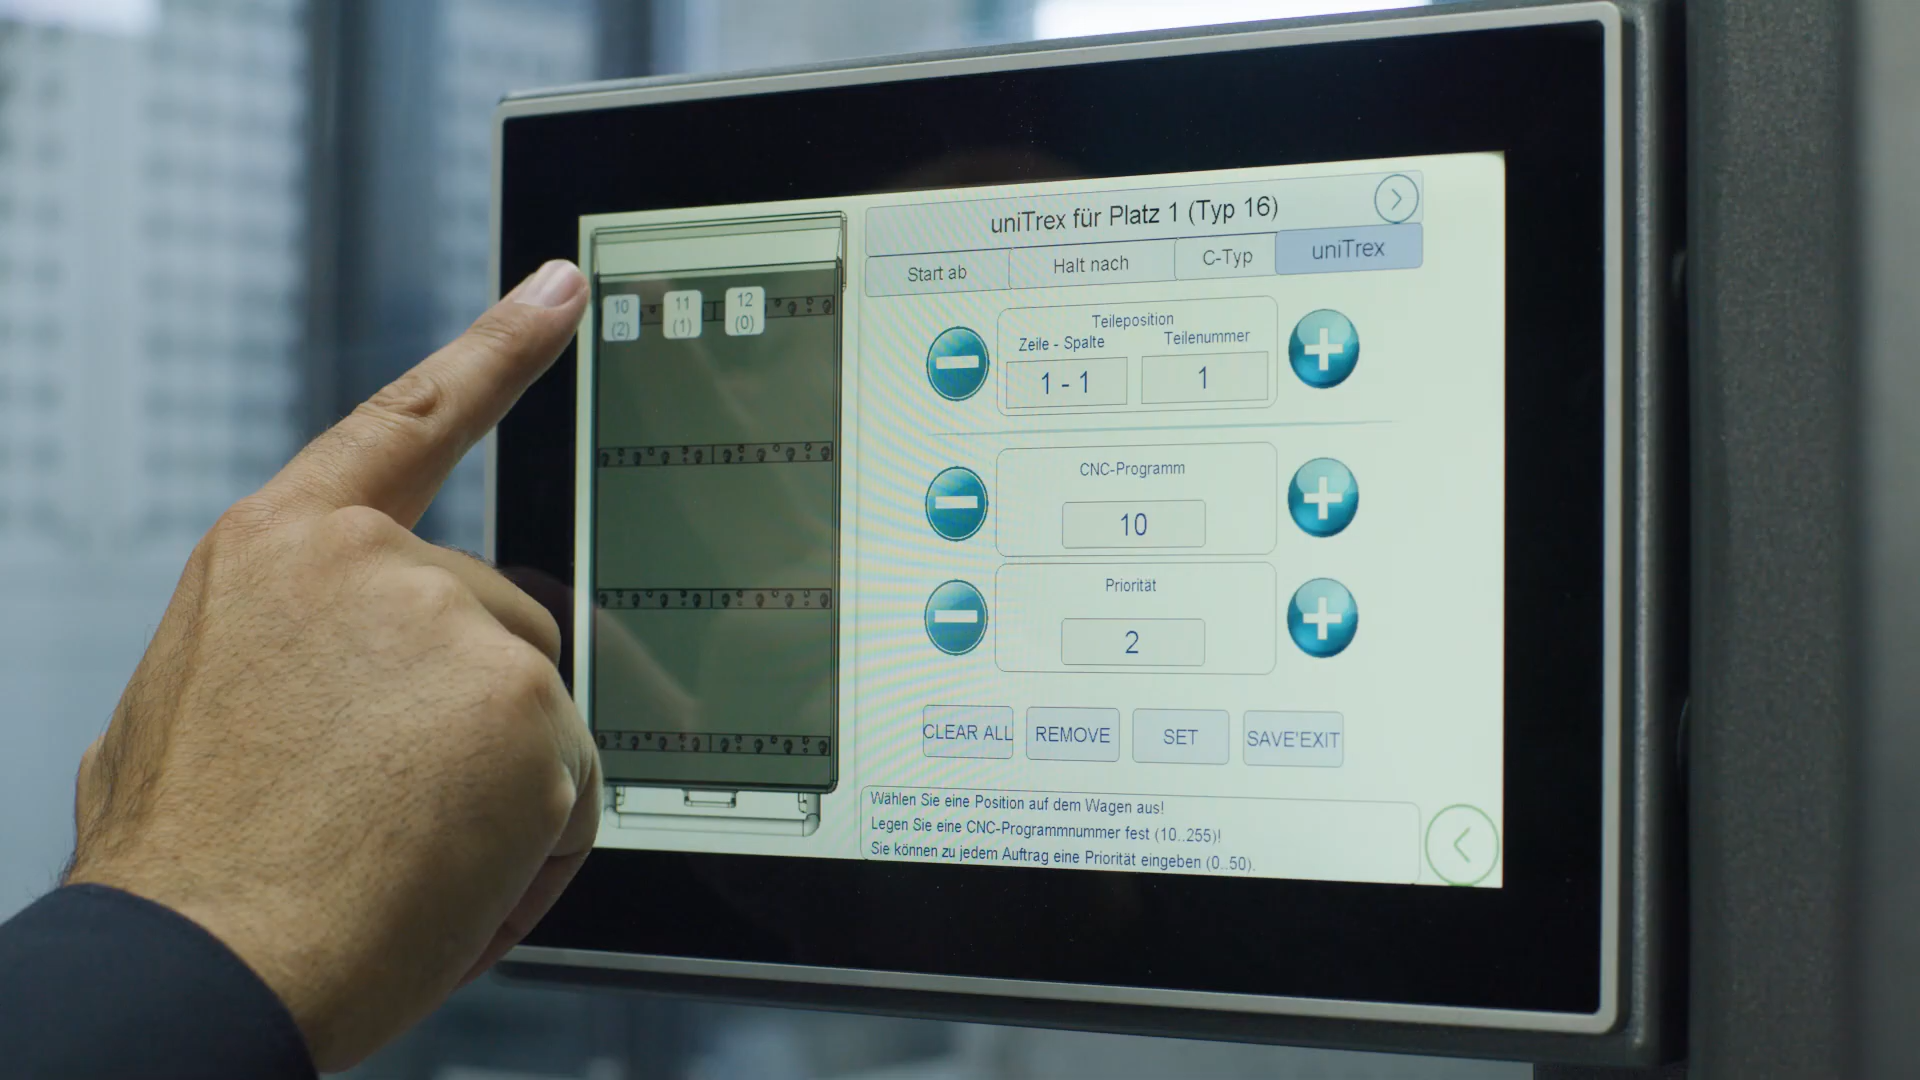 uniTrex für Platz 1 (Typ 16)
Start ab
Halt nach
C-Typ
uniTrex
10
(2)
11
(1)
12
(0)
Teileposition
Zeile - Spalte
Teilenummer
1 - 1
1
CNC-Programm
10
Priorität
2
CLEAR ALL
REMOVE
SET
SAVE'EXIT
Wählen Sie eine Position auf dem Wagen aus!
Legen Sie eine CNC-Programmnummer fest (10..255)!
Sie können zu jedem Auftrag eine Priorität eingeben (0..50).